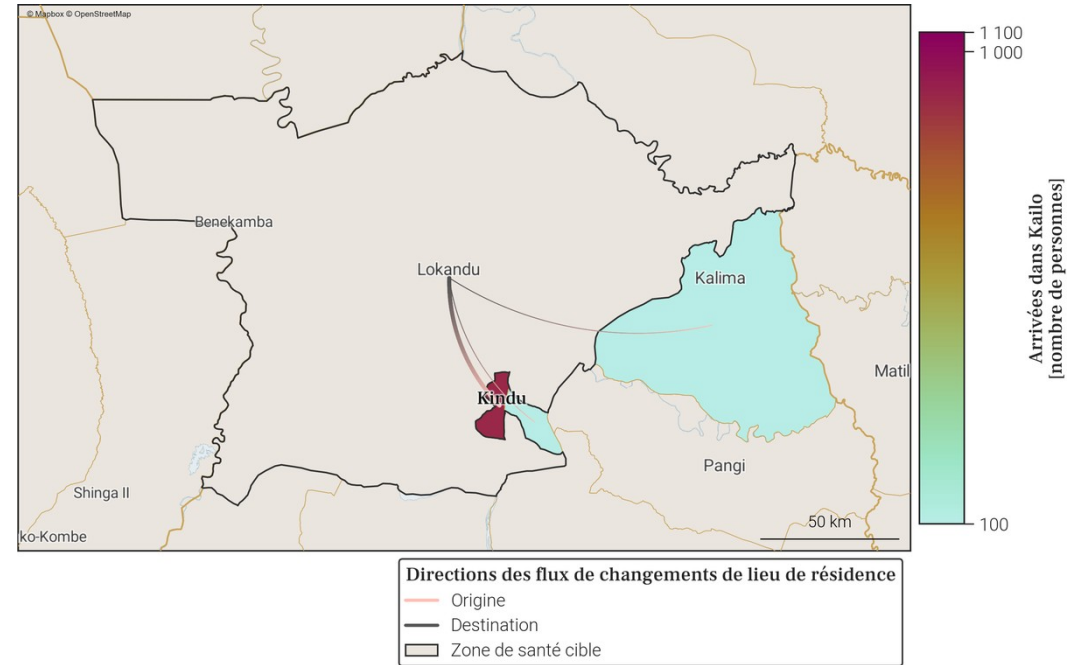 © Mapbox © OpenStreetMap
Benekamba
Lokandu
Kalima
Kindu
Matil
Pangi
Shinga II
ko-Kombe
50 km
1 100
1 000
100
Arrivées dans Kailo
[nombre de personnes]
Directions des flux de changements de lieu de résidence
Origine
Destination
Zone de santé cible